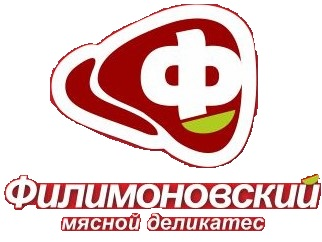 Ф
Филимоновский
мясной деликатес